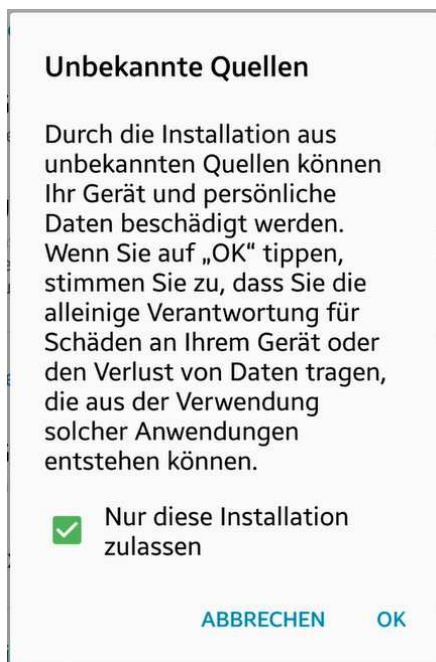 Unbekannte Quellen
Durch die Installation aus
unbekannten Quellen können
Ihr Gerät und persönliche
Daten beschädigt werden.
Wenn Sie auf „OK“ tippen,
stimmen Sie zu, dass Sie die
alleinige Verantwortung für
Schäden an Ihrem Gerät oder
den Verlust von Daten tragen,
die aus der Verwendung
solcher Anwendungen
entstehen können.
Nur diese Installation
zulassen
ABBRECHEN OK